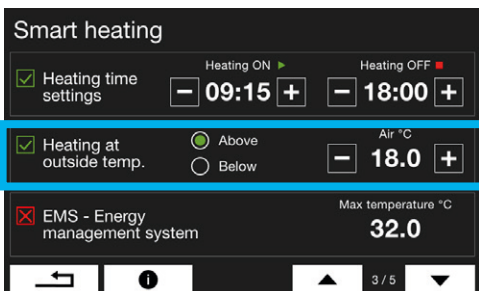 Smart heating
Heating ON
Heating OFF
Heating time
settings
− 09:15 +
− 18:00 +
Heating at
outside temp.
Above
Below
Air °C
− 18.0 +
EMS - Energy
management system
Max temperature °C
32.0
3/5